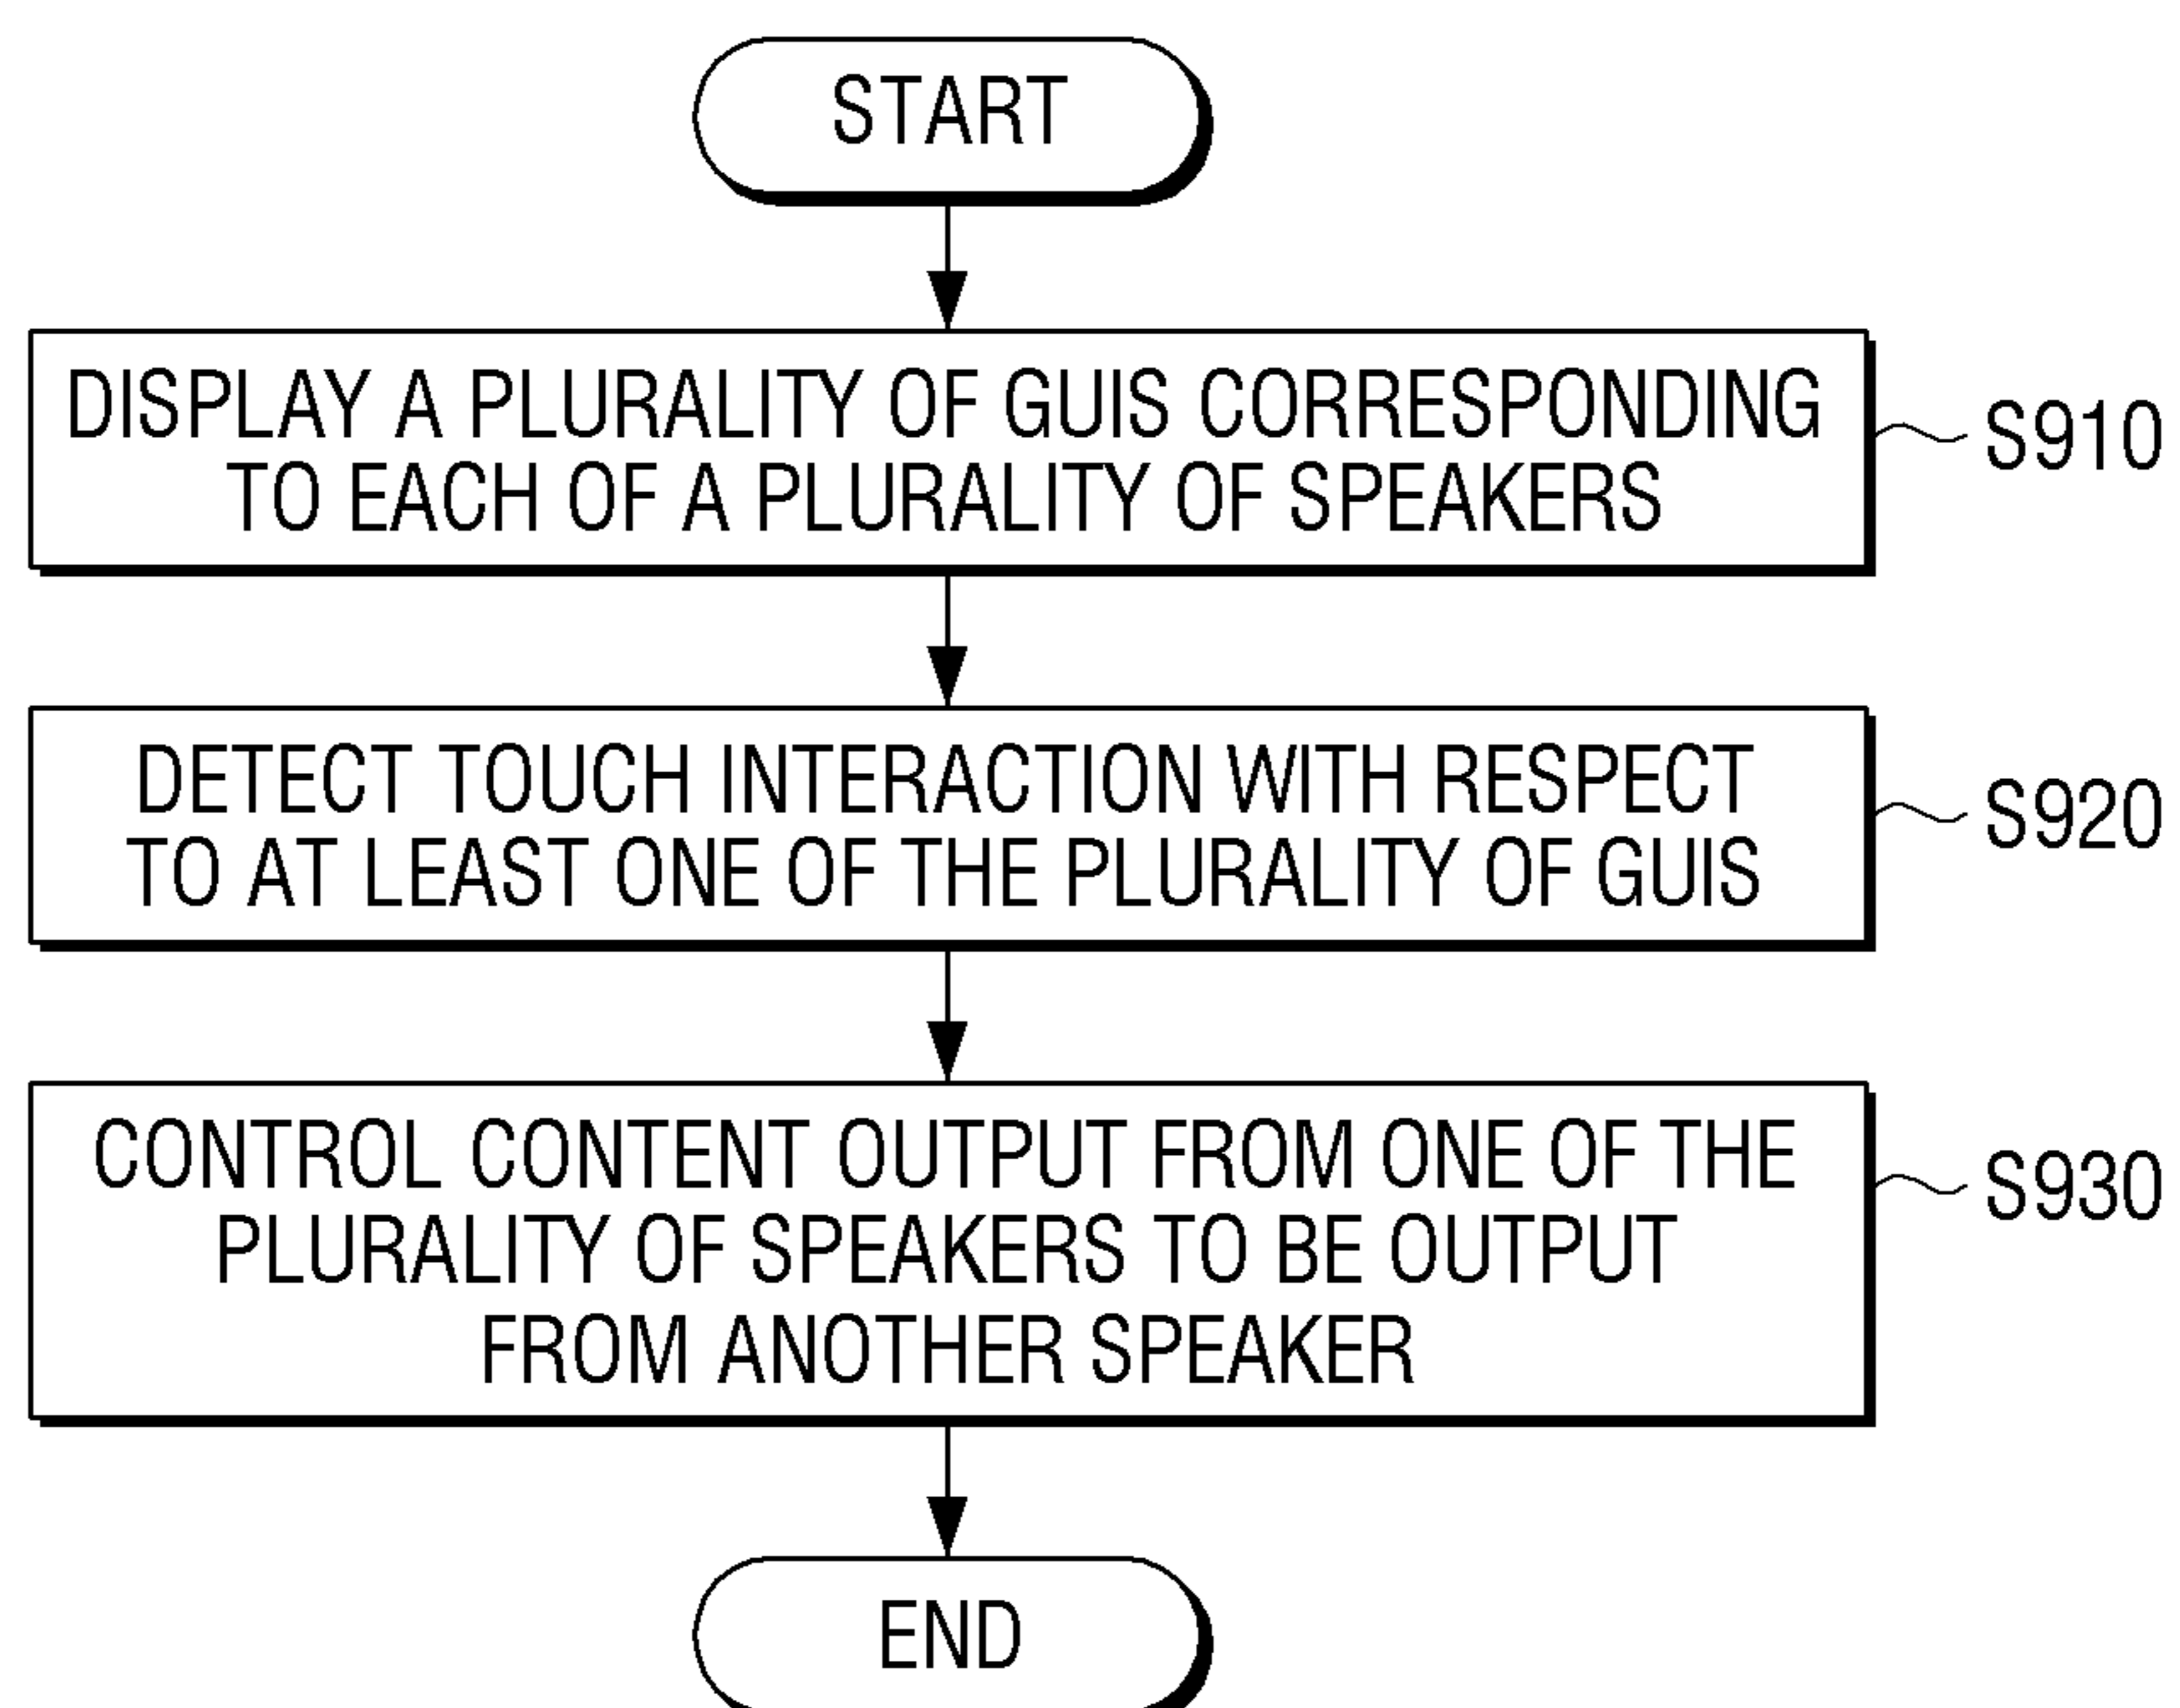 START
DISPLAY A PLURALITY OF GUIS CORRESPONDING
TO EACH OF A PLURALITY OF SPEAKERS
S910
DETECT TOUCH INTERACTION WITH RESPECT
TO AT LEAST ONE OF THE PLURALITY OF GUIS
S920
CONTROL CONTENT OUTPUT FROM ONE OF THE
PLURALITY OF SPEAKERS TO BE OUTPUT
FROM ANOTHER SPEAKER
S930
END